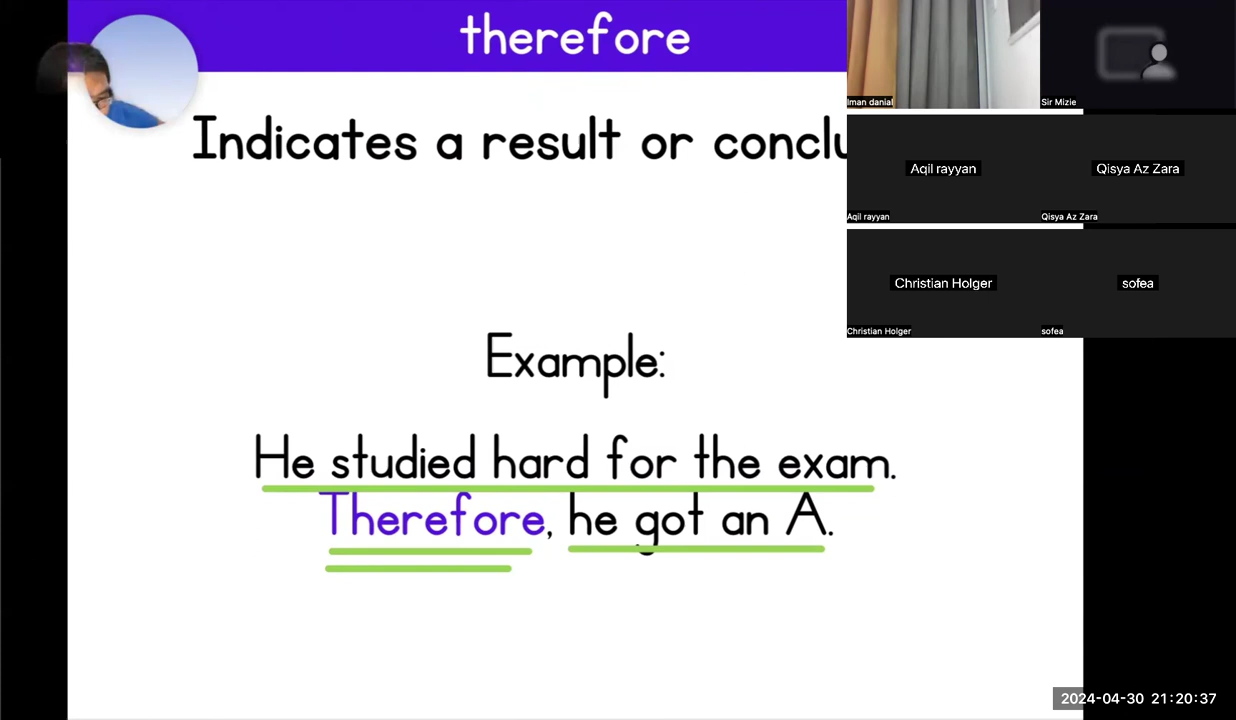 therefore
Indicates a result or
Example:
He studied hard for the exam.
Therefore, he got an A.
Iman danial
Sir Mizie
Aqil rayyan
Aqil rayyan
Qisya Az Zara
Qisya Az Zara
Christian Holger
Christian Holger
sofea
sofea
2024-04-30 21:20:37